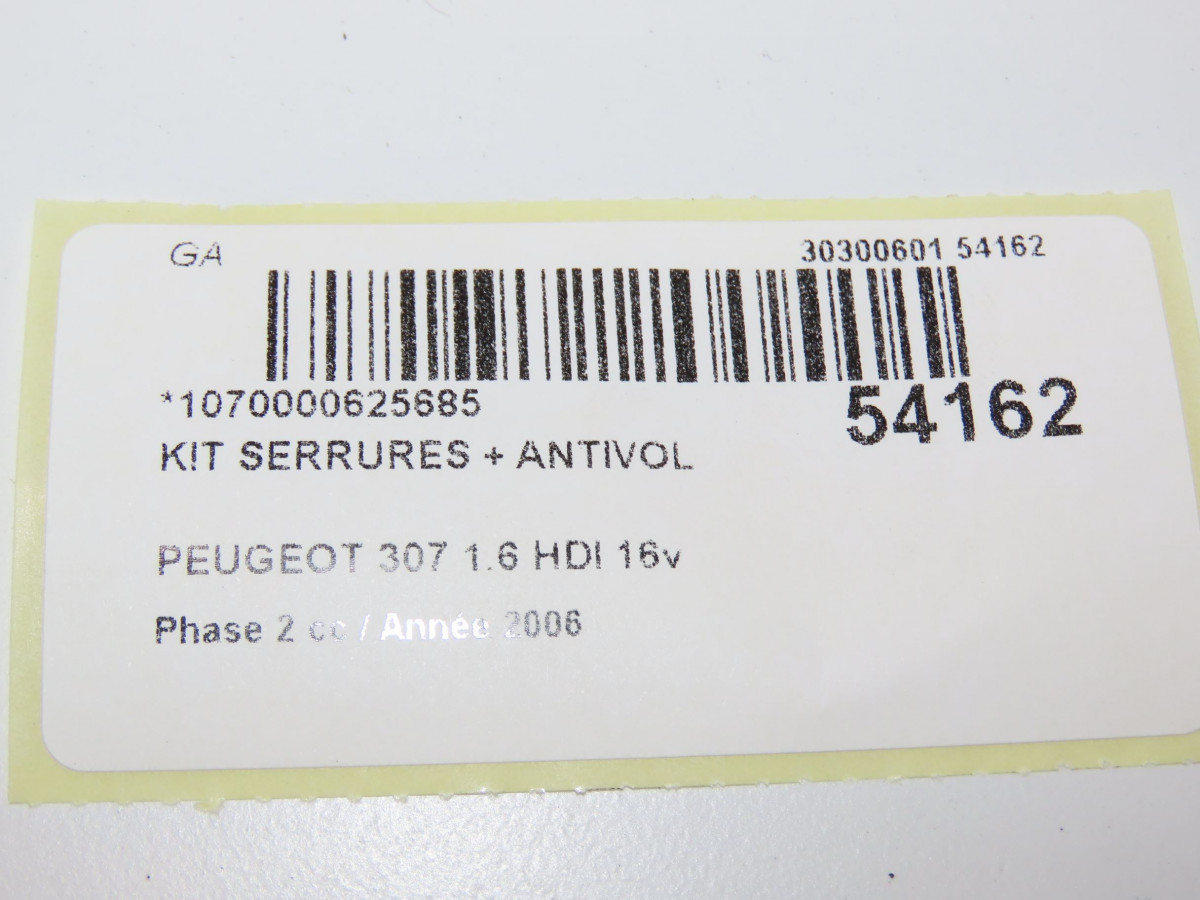 GA 30300601 54162
*1070000625685
54162
KIT SERRURES + ANTIVOL
PEUGEOT 307 1.6 HDI 16v
Phase 2 cc / Année 2006